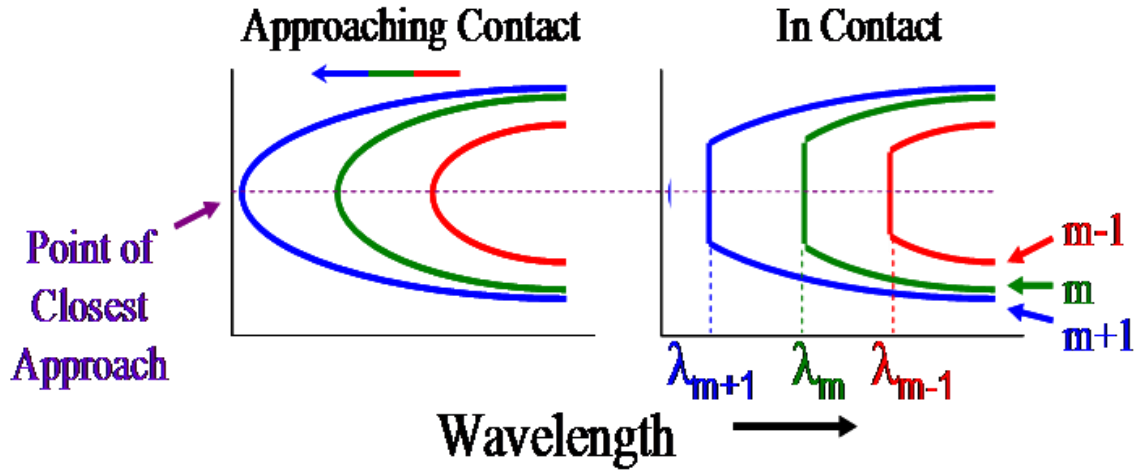 Approaching Contact
In Contact
Point of
Closest
Approach
m-1
m
m+1
λm+1
λm
λm-1
Wavelength